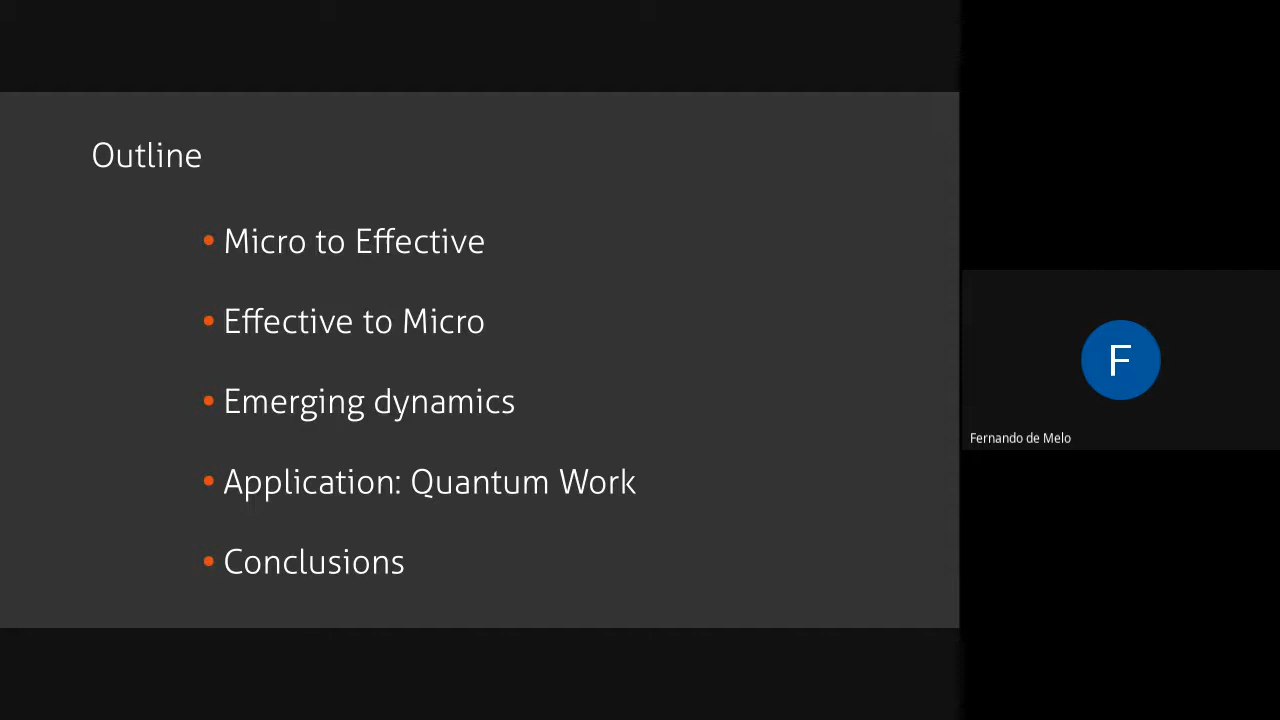 Outline
• Micro to Effective
• Effective to Micro
• Emerging dynamics
• Application: Quantum Work
• Conclusions
F
Fernando de Melo